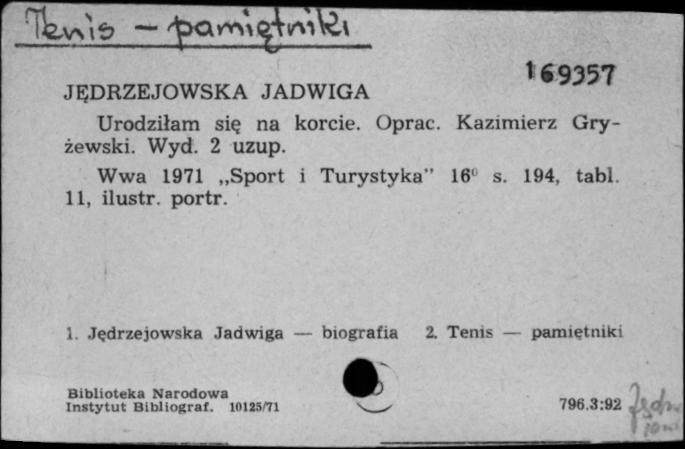 Tenis – pamiętniki
169357
JĘDRZEJOWSKA JADWIGA
Urodziłam się na korcie. Oprac. Kazimierz Gry-
żewski. Wyd. 2 uzup.
Wwa 1971 „Sport i Turystyka” 16⁰ s. 194, tabl.
11, ilustr. portr.
1. Jędrzejowska Jadwiga — biografia 2. Tenis — pamiętniki
Biblioteka Narodowa
Instytut Bibliograf. 10125/71
796.3:92